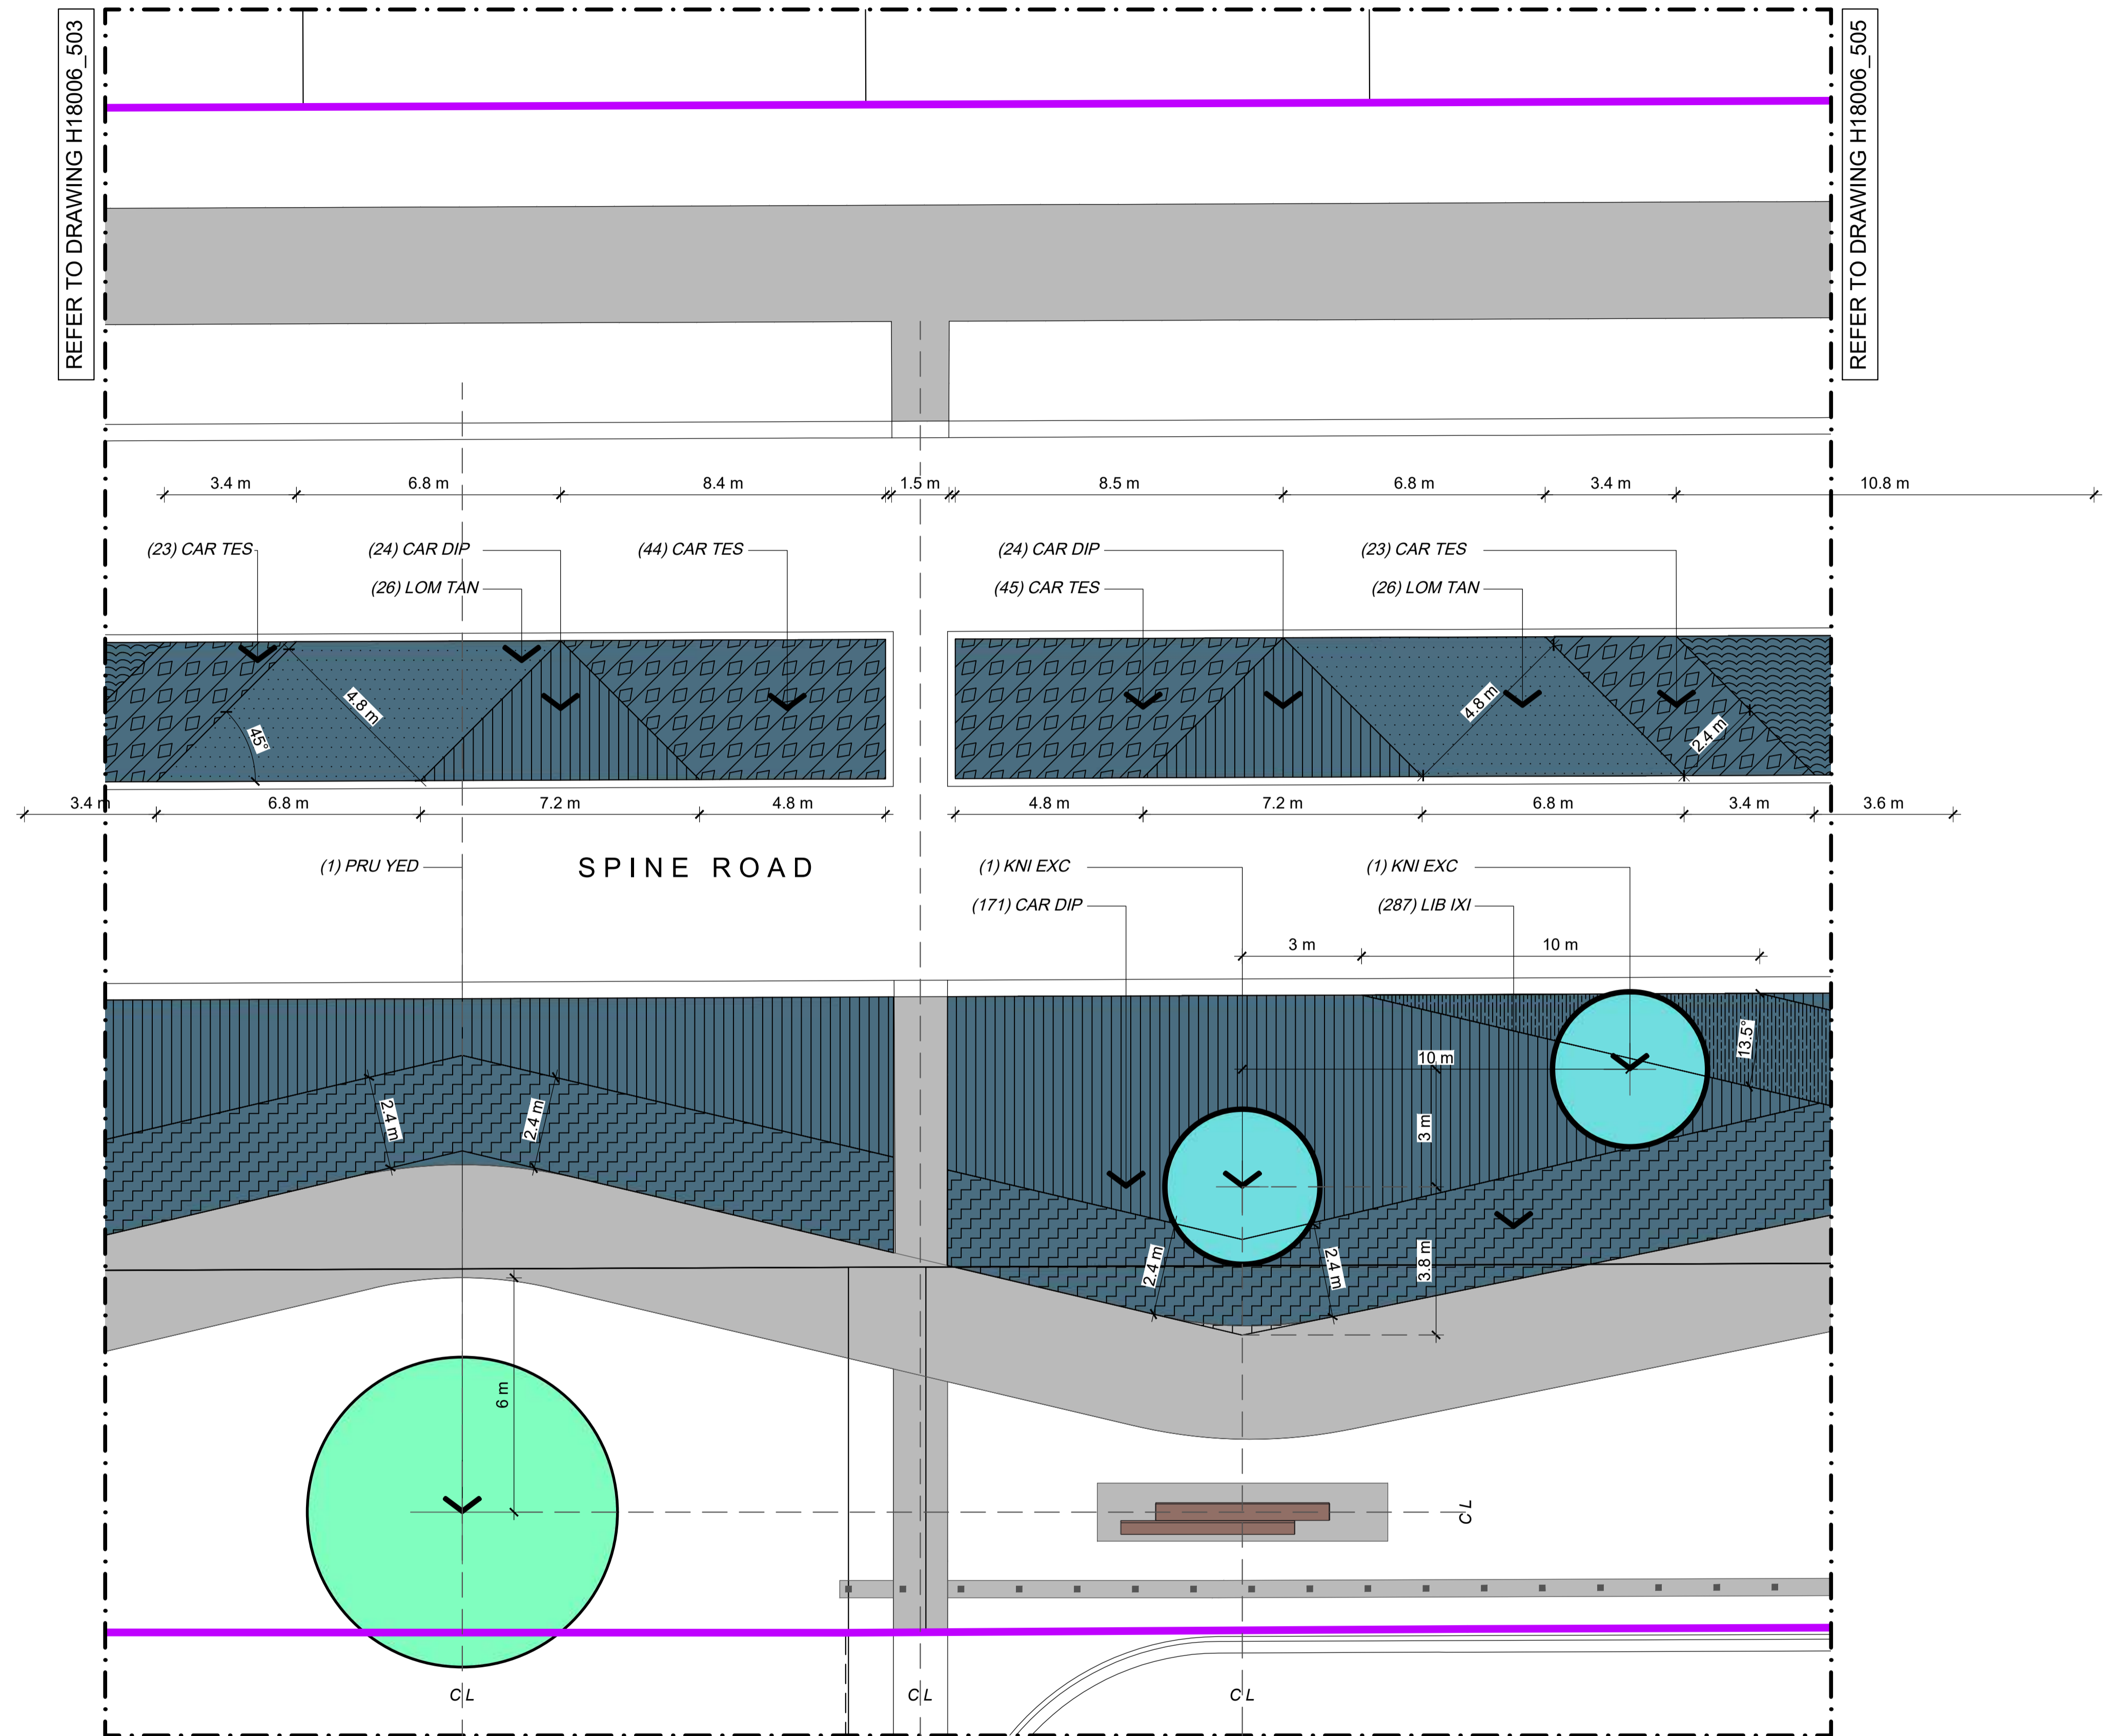 REFER TO DRAWING H18006_503
REFER TO DRAWING H18006_505
3.4 m
6.8 m
8.4 m
1.5 m
8.5 m
6.8 m
3.4 m
10.8 m
(23) CAR TES
(24) CAR DIP
(44) CAR TES
(24) CAR DIP
(23) CAR TES
(26) LOM TAN
(45) CAR TES
(26) LOM TAN
4.8 m
45°
4.8 m
2.4 m
3.4 m
6.8 m
7.2 m
4.8 m
4.8 m
7.2 m
6.8 m
3.4 m
3.6 m
(1) PRU YED
SPINE ROAD
(1) KNI EXC
(1) KNI EXC
(171) CAR DIP
(287) LIB IXI
3 m
10 m
13.5°
10 m
2.4 m
2.4 m
3 m
2.4 m
2.4 m
3.8 m
6 m
C L
C L
C L
C L